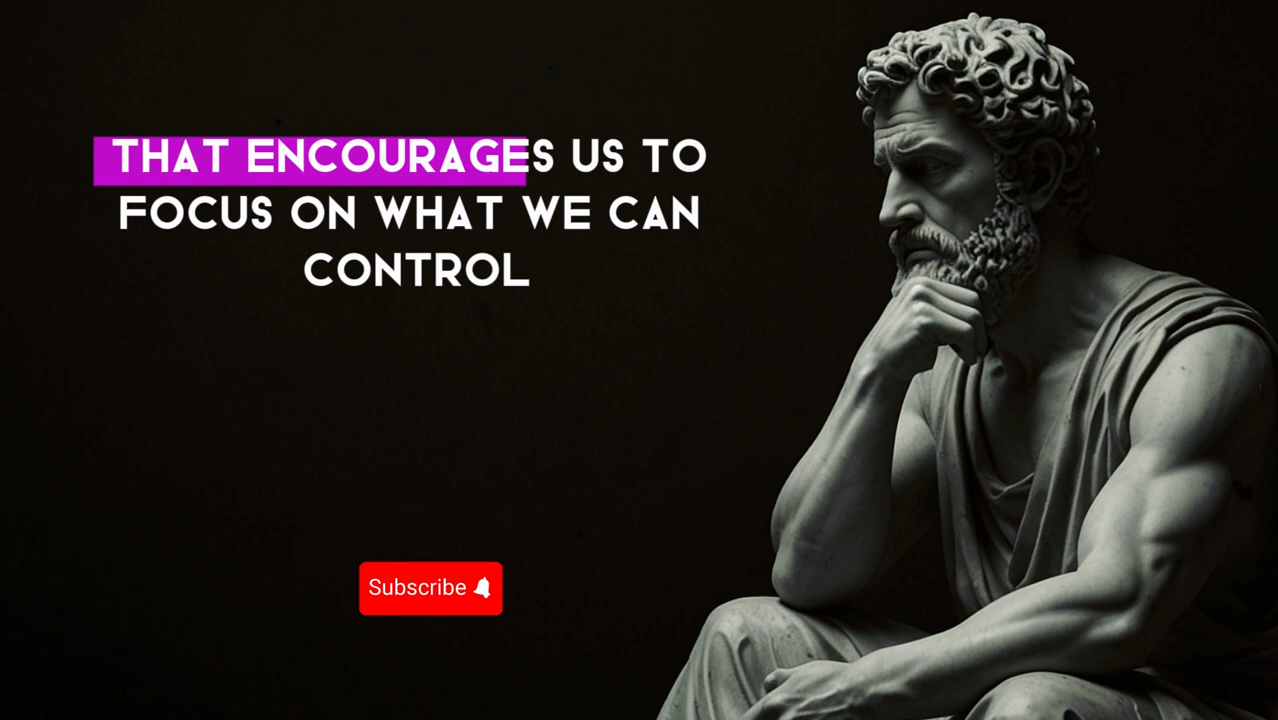 THAT ENCOURAGES US TO
FOCUS ON WHAT WE CAN
CONTROL
Subscribe